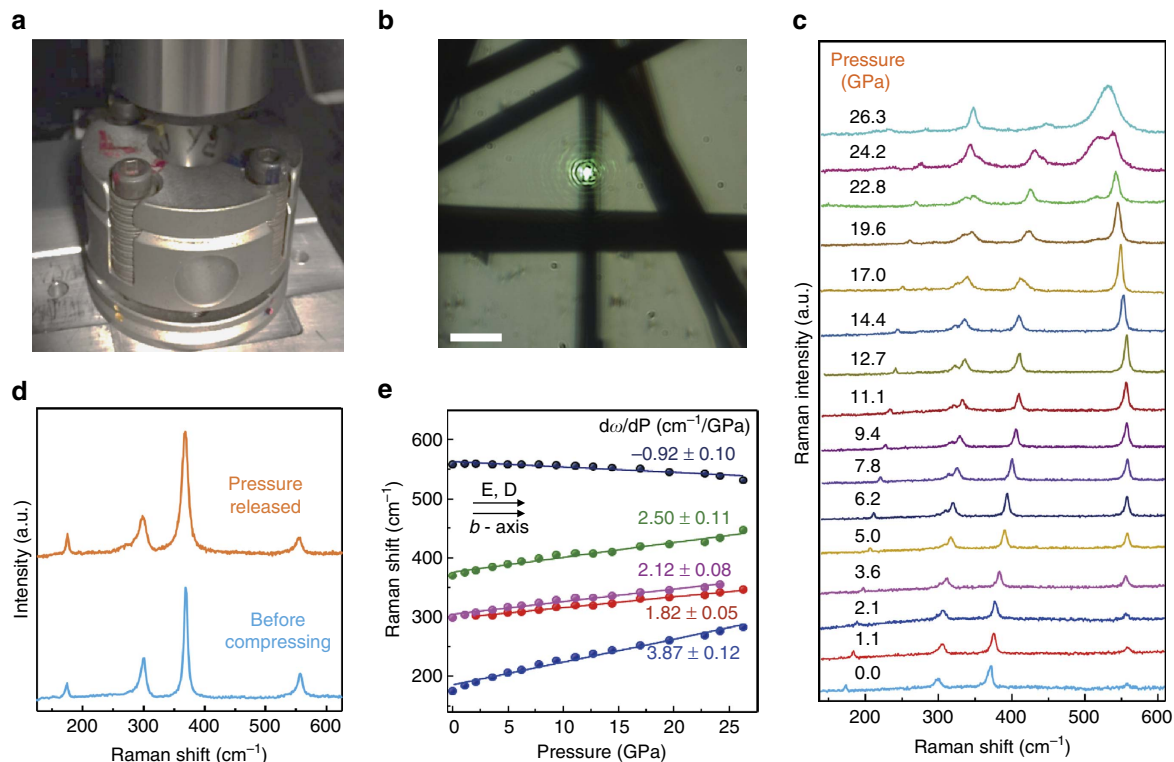 a
b
c
Pressure
(GPa)
26.3
24.2
22.8
19.6
17.0
14.4
12.7
11.1
9.4
7.8
6.2
5.0
3.6
2.1
1.1
0.0
Raman intensity (a.u.)
200 300 400 500 600
Raman shift (cm⁻¹)
d
Pressure
released
Before
compressing
Intensity (a.u.)
200 300 400 500 600
Raman shift (cm⁻¹)
e
dω/dP (cm⁻¹/GPa)
–0.92 ± 0.10
E, D
b - axis
2.50 ± 0.11
2.12 ± 0.08
1.82 ± 0.05
3.87 ± 0.12
600
500
400
300
200
Raman shift (cm⁻¹)
0 5 10 15 20 25
Pressure (GPa)